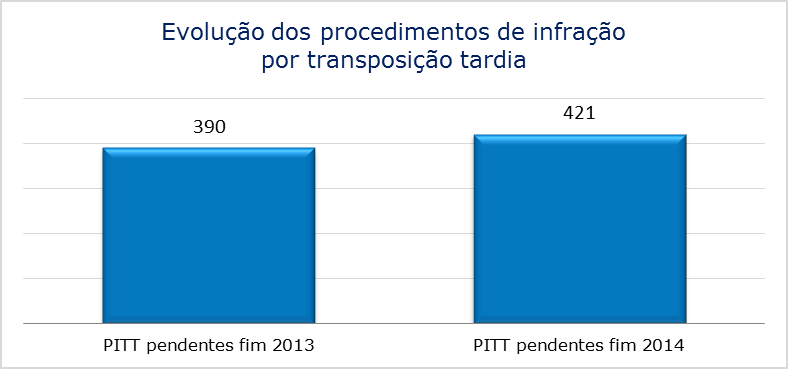 Evolução dos procedimentos de infração
por transposição tardia
390
421
PITT pendentes fim 2013
PITT pendentes fim 2014